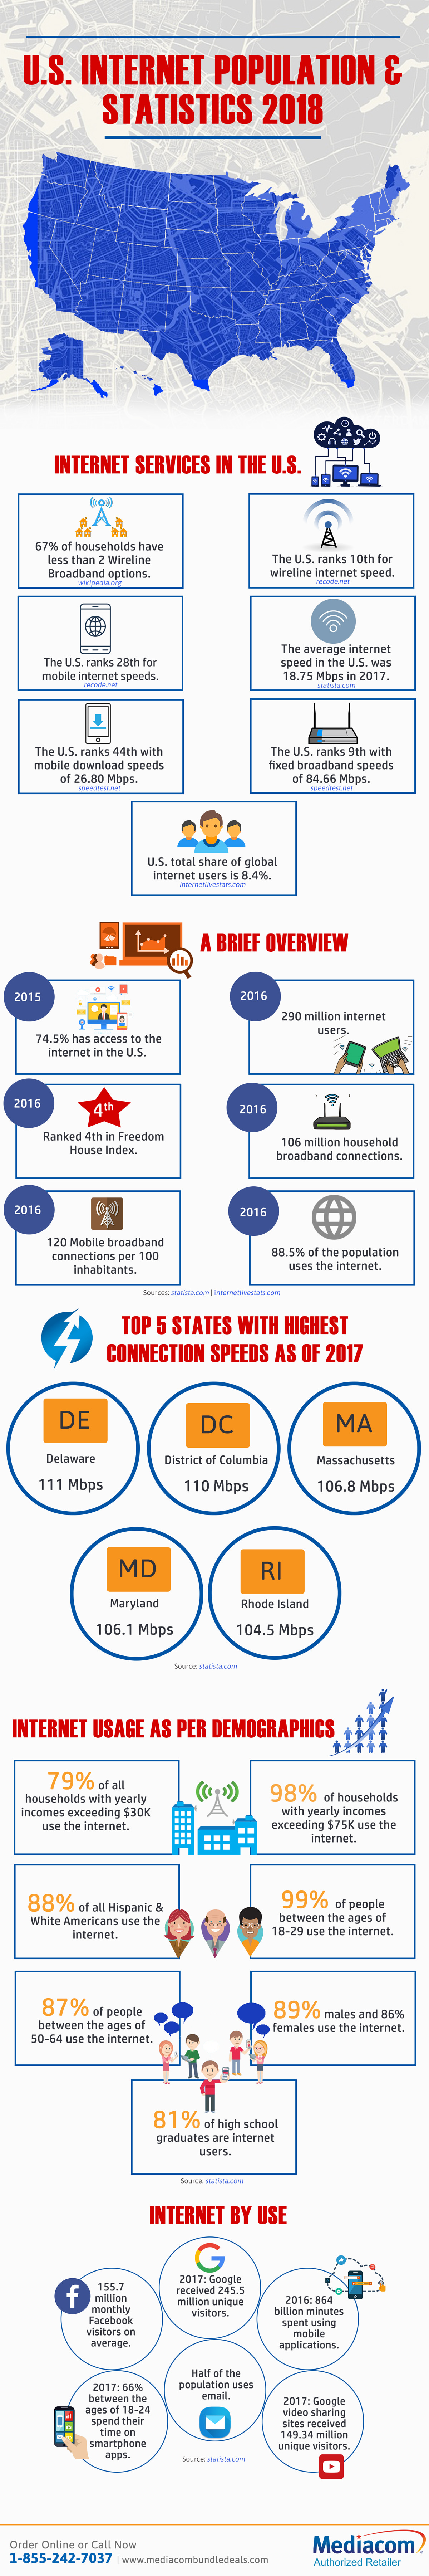 U.S. INTERNET POPULATION &
STATISTICS 2018
INTERNET SERVICES IN THE U.S.
67% of households have
less than 2 Wireline
Broadband options.
wikipedia.org
The U.S. ranks 10th for
wireline internet speed.
recode.net
The U.S. ranks 28th for
mobile internet speeds.
recode.net
The average internet
speed in the U.S. was
18.75 Mbps in 2017.
statista.com
The U.S. ranks 44th with
mobile download speeds
of 26.80 Mbps.
speedtest.net
The U.S. ranks 9th with
fixed broadband speeds
of 84.66 Mbps.
speedtest.net
U.S. total share of global
internet users is 8.4%.
internetlivestats.com
A BRIEF OVERVIEW
2015
74.5% has access to the
internet in the U.S.
2016
290 million internet
users.
2016
4th
Ranked 4th in Freedom
House Index.
2016
106 million household
broadband connections.
2016
120 Mobile broadband
connections per 100
inhabitants.
2016
88.5% of the population
uses the internet.
Sources: statista.com | internetlivestats.com
TOP 5 STATES WITH HIGHEST
CONNECTION SPEEDS AS OF 2017
DE
Delaware
111 Mbps
DC
District of Columbia
110 Mbps
MA
Massachusetts
106.8 Mbps
MD
Maryland
106.1 Mbps
RI
Rhode Island
104.5 Mbps
Source: statista.com
INTERNET USAGE AS PER DEMOGRAPHICS
79% of all
households with yearly
incomes exceeding $30K
use the internet.
98% of households
with yearly incomes
exceeding $75K use the
internet.
88% of all Hispanic &
White Americans use the
internet.
99% of people
between the ages of
18-29 use the internet.
87% of people
between the ages of
50-64 use the internet.
89% males and 86%
females use the internet.
81% of high school
graduates are internet
users.
Source: statista.com
INTERNET BY USE
155.7
million
monthly
Facebook
visitors on
average.
2017: Google
received 245.5
million unique
visitors.
2016: 864
billion minutes
spent using
mobile
applications.
2017: 66%
between the
ages of 18-24
spend their
time on
smartphone
apps.
Half of the
population uses
email.
2017: Google
video sharing
sites received
149.34 million
unique visitors.
Source: statista.com
Order Online or Call Now
1-855-242-7037 | www.mediacombundledeals.com
Mediacom
Authorized Retailer